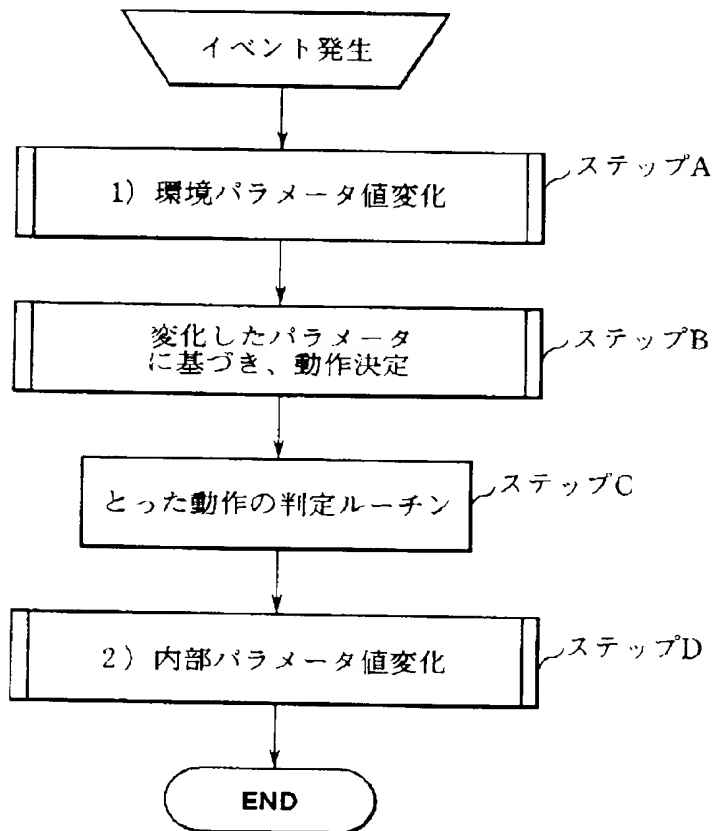 イベント発生
1) 環境パラメータ値変化
ステップA
変化したパラメータ
に基づき、動作決定
ステップB
とった動作の判定ルーチン
ステップC
2) 内部パラメータ値変化
ステップD
END